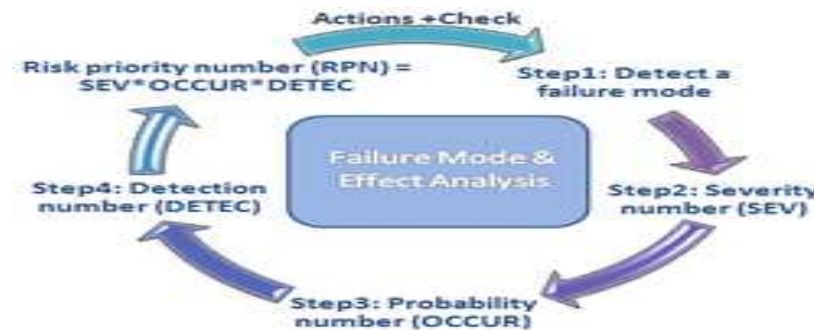 Actions +Check
Risk priority number (RPN) =
SEV*OCCUR*DETEC
Step1: Detect a
failure mode
Failure Mode &
Effect Analysis
Step4: Detection
number (DETEC)
Step2: Severity
number (SEV)
Step3: Probability
number (OCCUR)